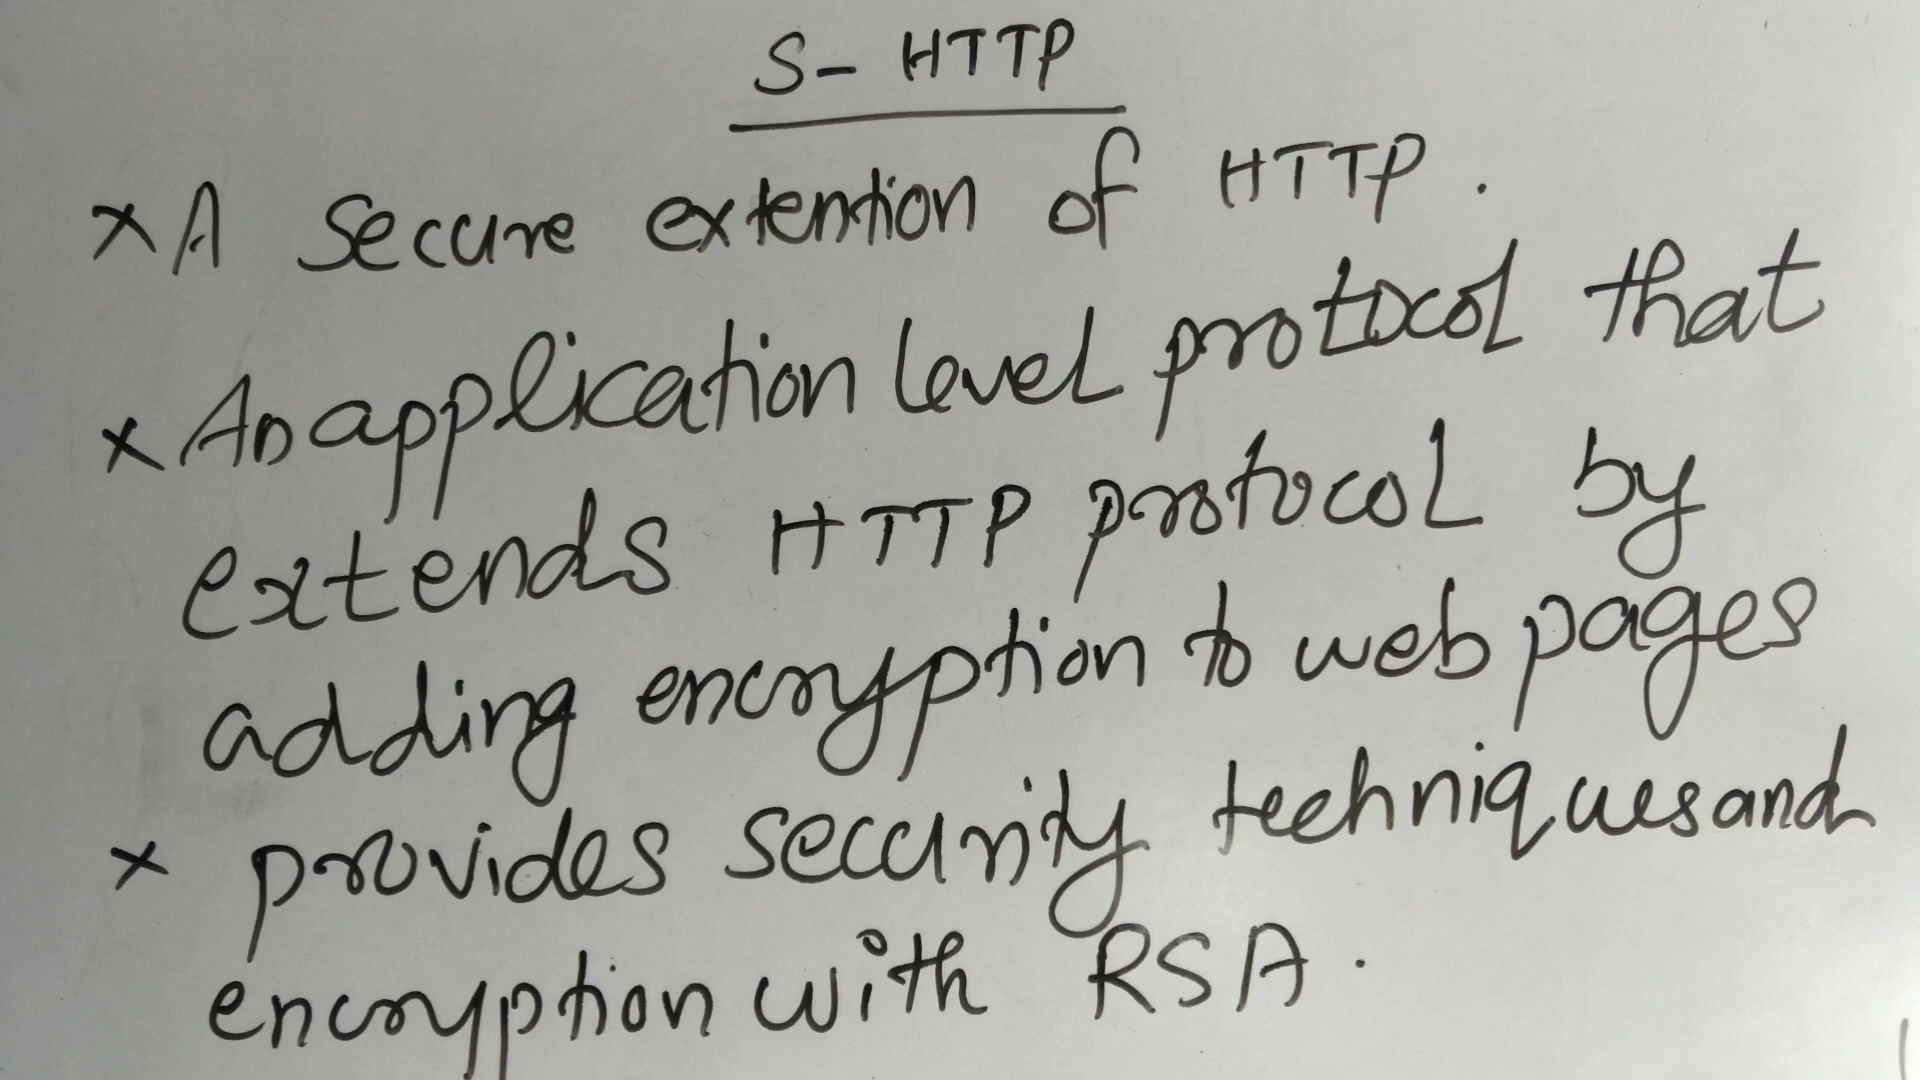 S- HTTP
x A Secure extention of HTTP.
x An application level protocol that
extends HTTP protocol by
adding encryption to web pages
x provides security techniques and
encryption with RSA.